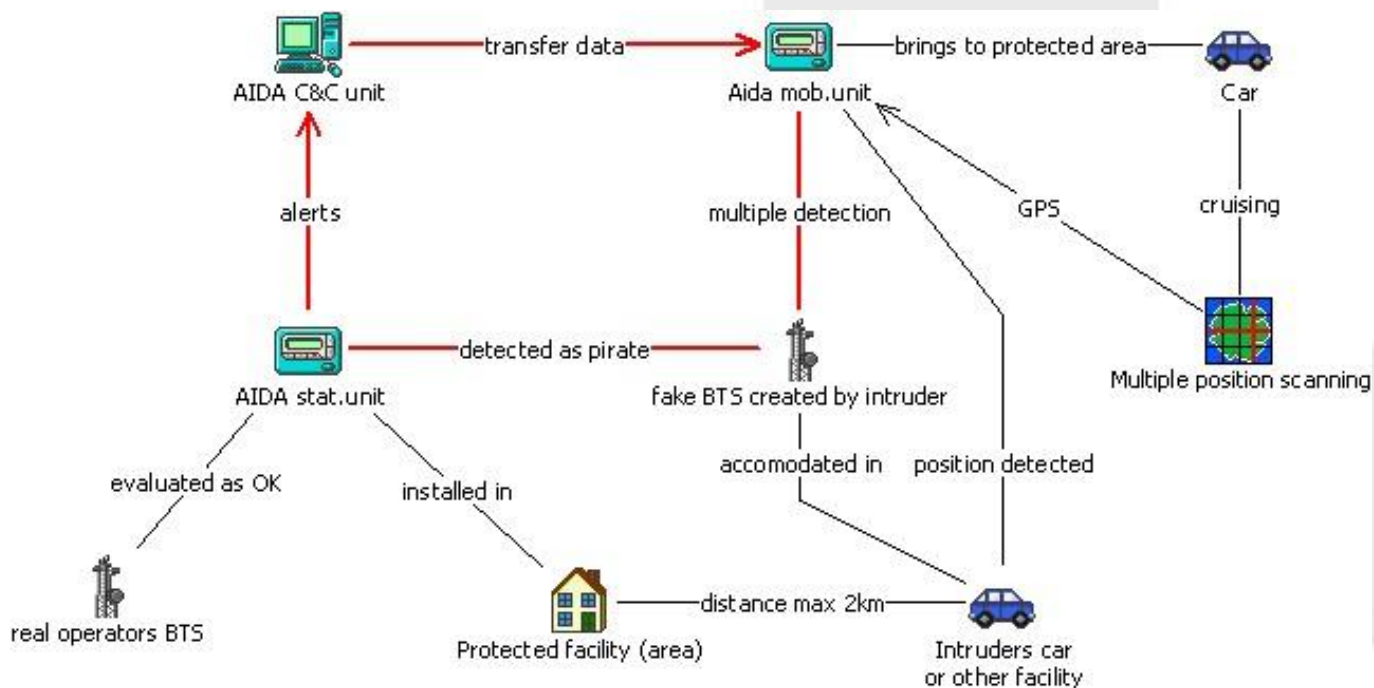 transfer data
brings to protected area
AIDA C&C unit
Aida mob.unit
Car
alerts
multiple detection
GPS
cruising
detected as pirate
AIDA stat.unit
fake BTS created by intruder
Multiple position scanning
evaluated as OK
installed in
accomodated in
position detected
distance max 2km
real operators BTS
Protected facility (area)
Intruders car
or other facility